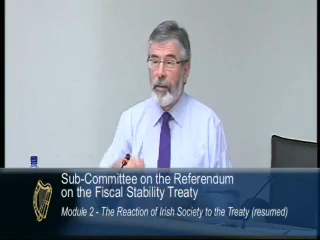 Sub-Committee on the Referendum
on the Fiscal Stability Treaty
Module 2 - The Reaction of Irish Society to the Treaty (resumed)